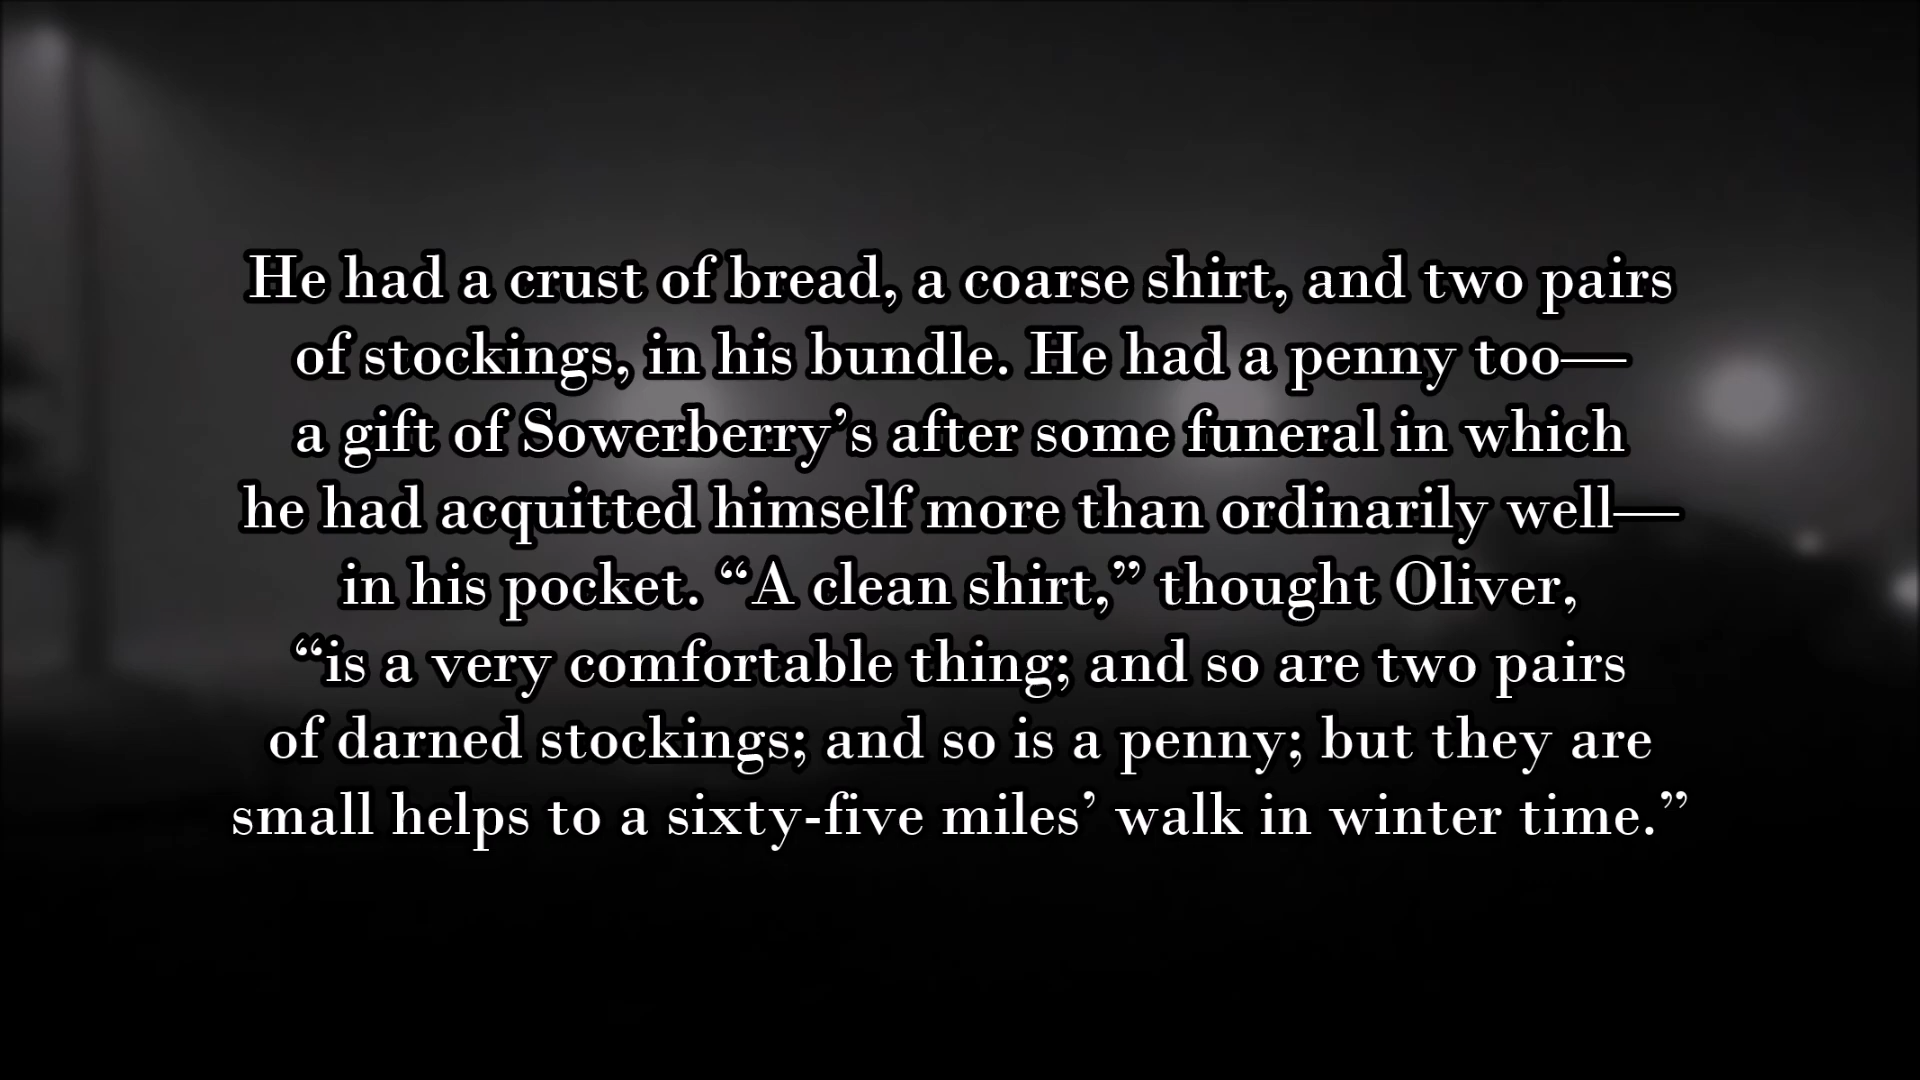 He had a crust of bread, a coarse shirt, and two pairs
of stockings, in his bundle. He had a penny too—
a gift of Sowerberry’s after some funeral in which
he had acquitted himself more than ordinarily well—
in his pocket. “A clean shirt,” thought Oliver,
“is a very comfortable thing; and so are two pairs
of darned stockings; and so is a penny; but they are
small helps to a sixty-five miles’ walk in winter time.”